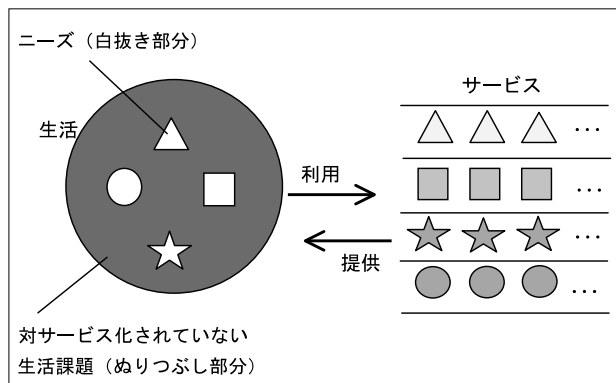 ニーズ（白抜き部分）
サービス
生活
…
利用
…
…
提供
…
対サービス化されていない
生活課題（ぬりつぶし部分）